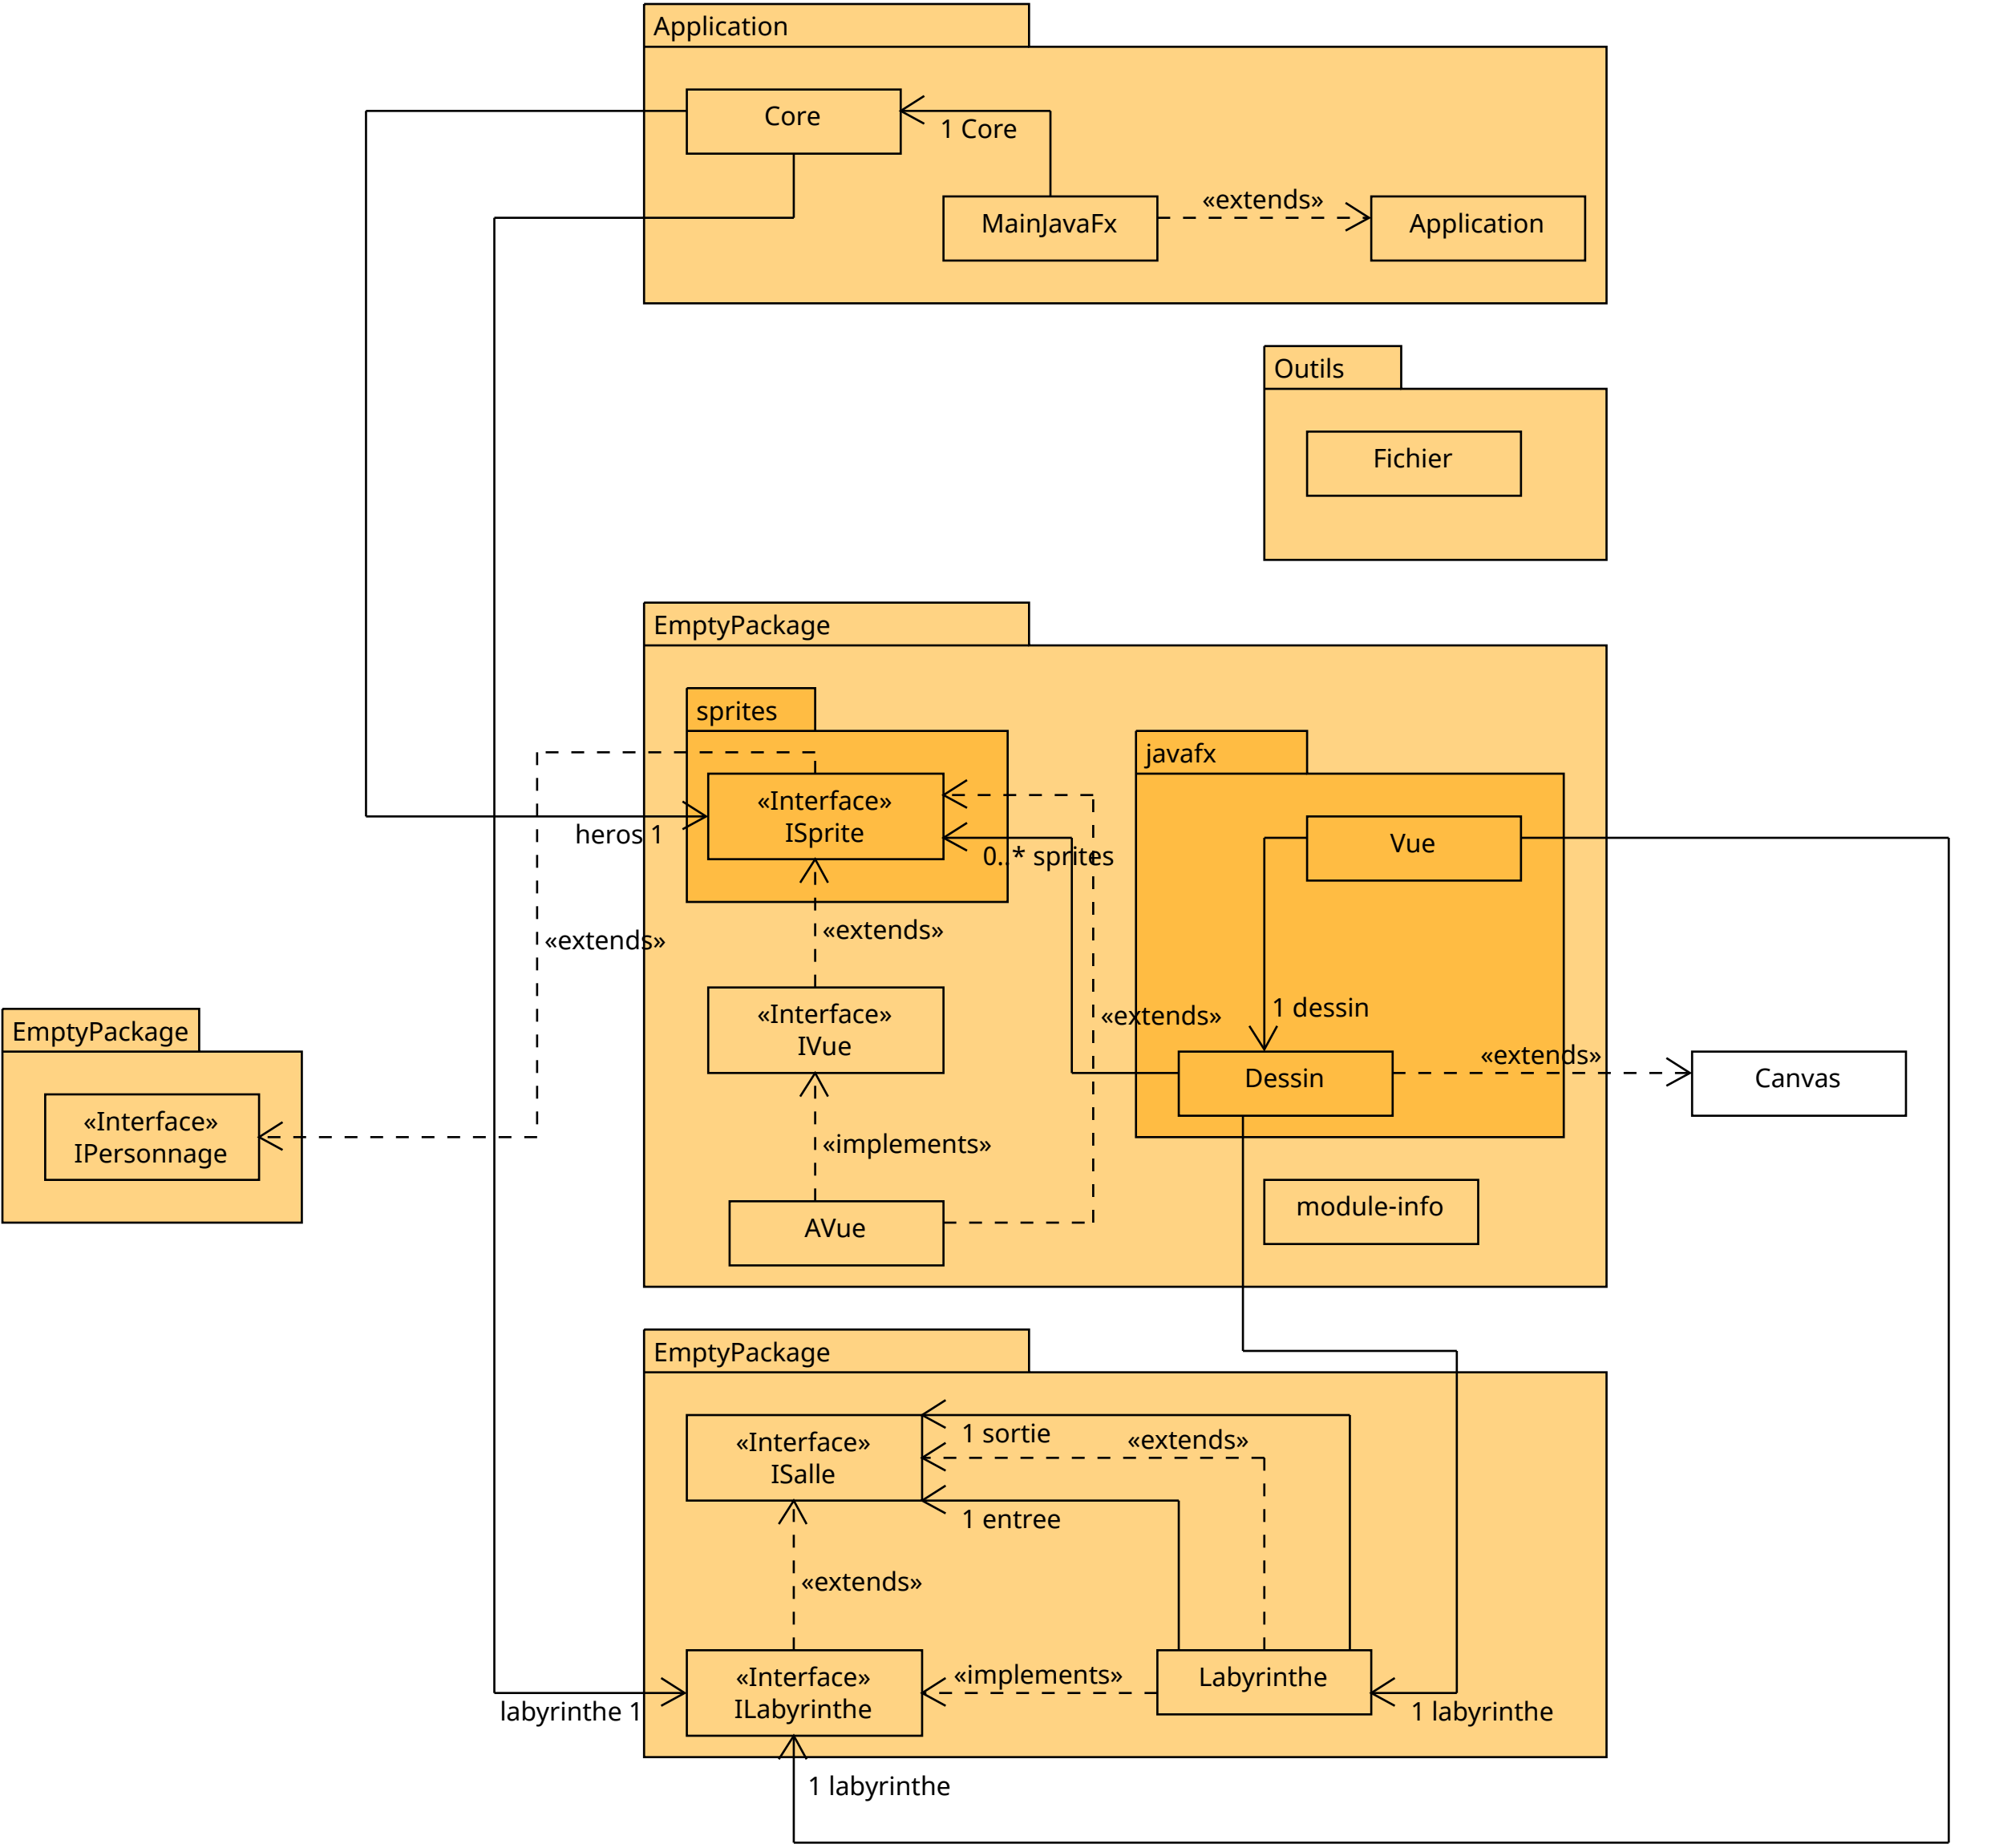 Application
Core
1 Core
MainJavaFx
«extends»
Application
Outils
Fichier
EmptyPackage
sprites
javafx
«Interface»
ISprite
heros 1
0..* sprites
Vue
«extends»
«extends»
«Interface»
IVue
«extends»
1 dessin
EmptyPackage
Dessin
«extends»
Canvas
«Interface»
IPersonnage
«implements»
module-info
AVue
EmptyPackage
1 sortie
«extends»
«Interface»
ISalle
1 entree
«extends»
«Interface»
ILabyrinthe
«implements»
Labyrinthe
labyrinthe 1
1 labyrinthe
1 labyrinthe